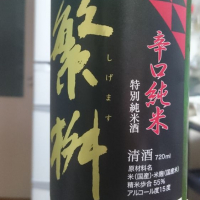 繁桝
しげます
辛口純米
特別純米酒
清酒 720ml
原材料名
米(国産)・米麹(国産米)
精米歩合 55%
アルコール度 15度